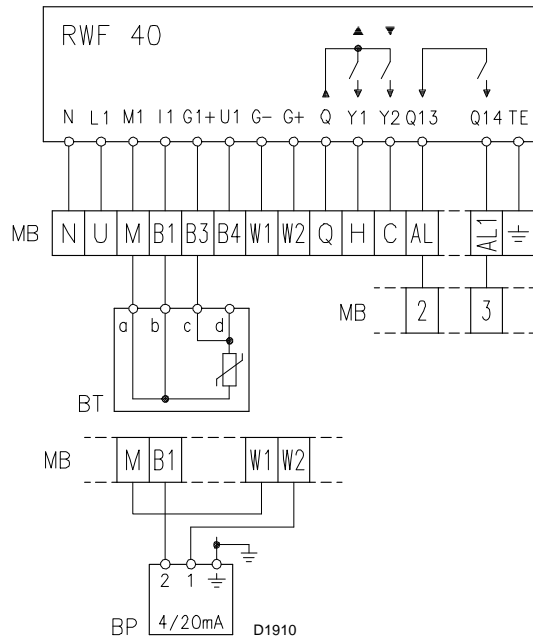 RWF 40
N L1 M1 I1 G1+ U1 G- G+ Q Y1 Y2 Q13 Q14 TE
MB N U M B1 B3 B4 W1 W2 Q H C AL AL1
MB 2 3
a b c d
BT
MB M B1 W1 W2
2 1
4/20mA
BP
D1910